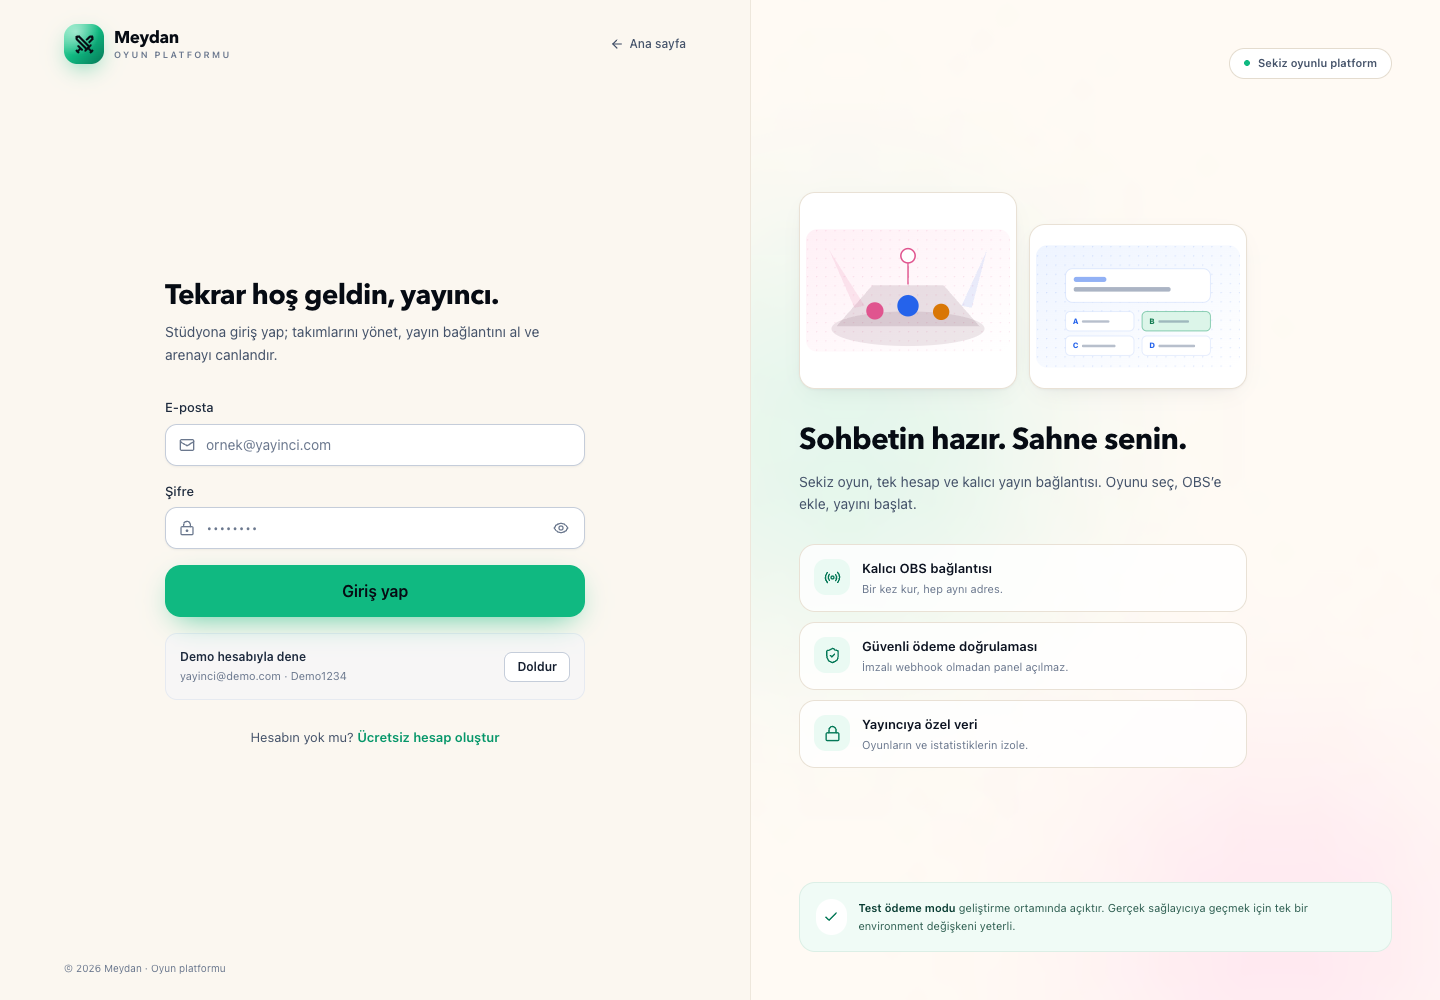 Meydan
OYUN PLATFORMU
Ana sayfa
Tekrar hoş geldin, yayıncı.
Stüdyona giriş yap; takımlarını yönet, yayın bağlantını al ve
arenayı canlandır.
E-posta
ornek@yayinci.com
Şifre
••••••••
Giriş yap
Demo hesabıyla dene
yayinci@demo.com · Demo1234
Doldur
Hesabın yok mu? Ücretsiz hesap oluştur
© 2026 Meydan · Oyun platformu
Sekiz oyunlu platform
A
B
C
D
Sohbetin hazır. Sahne senin.
Sekiz oyun, tek hesap ve kalıcı yayın bağlantısı. Oyunu seç, OBS’e
ekle, yayını başlat.
Kalıcı OBS bağlantısı
Bir kez kur, hep aynı adres.
Güvenli ödeme doğrulaması
İmzalı webhook olmadan panel açılmaz.
Yayıncıya özel veri
Oyunların ve istatistiklerin izole.
Test ödeme modu geliştirme ortamında açıktır. Gerçek sağlayıcıya geçmek için tek bir
environment değişkeni yeterli.